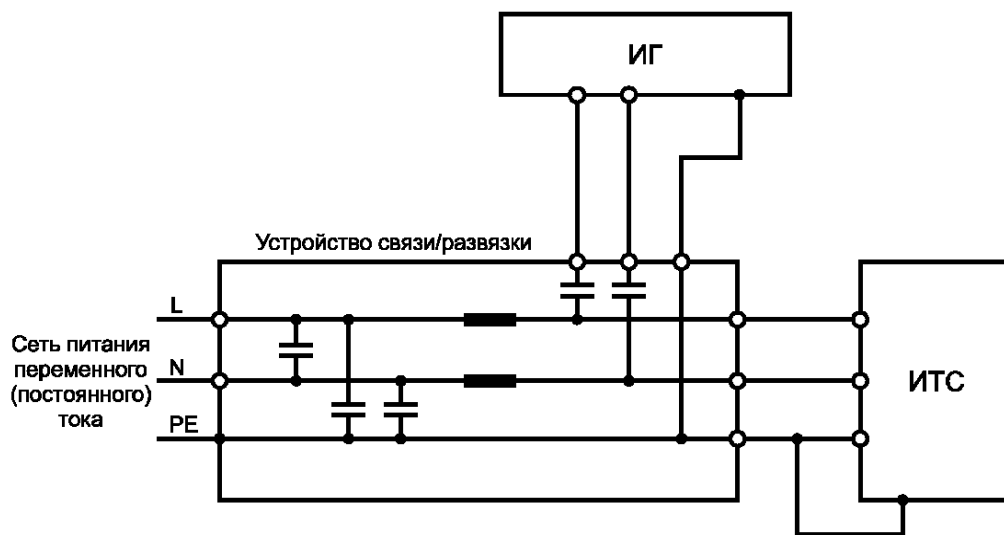 ИГ
Устройство связи/развязки
L
Сеть питания
переменного
(постоянного)
тока
N
PE
ИТС